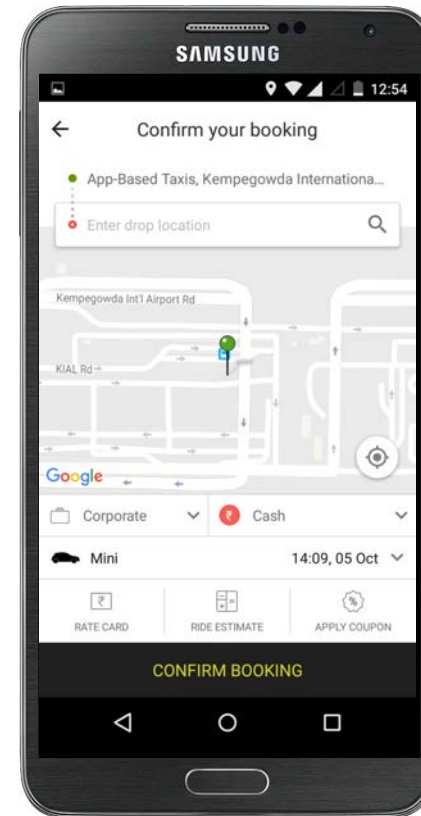 SAMSUNG
12:54
Confirm your booking
App-Based Taxis, Kempegowda Internationa...
Enter drop location
Kempegowda Int'l Airport Rd
KIAL Rd
Google
Corporate
₹ Cash
Mini
14:09, 05 Oct
₹
%
RATE CARD
RIDE ESTIMATE
APPLY COUPON
CONFIRM BOOKING